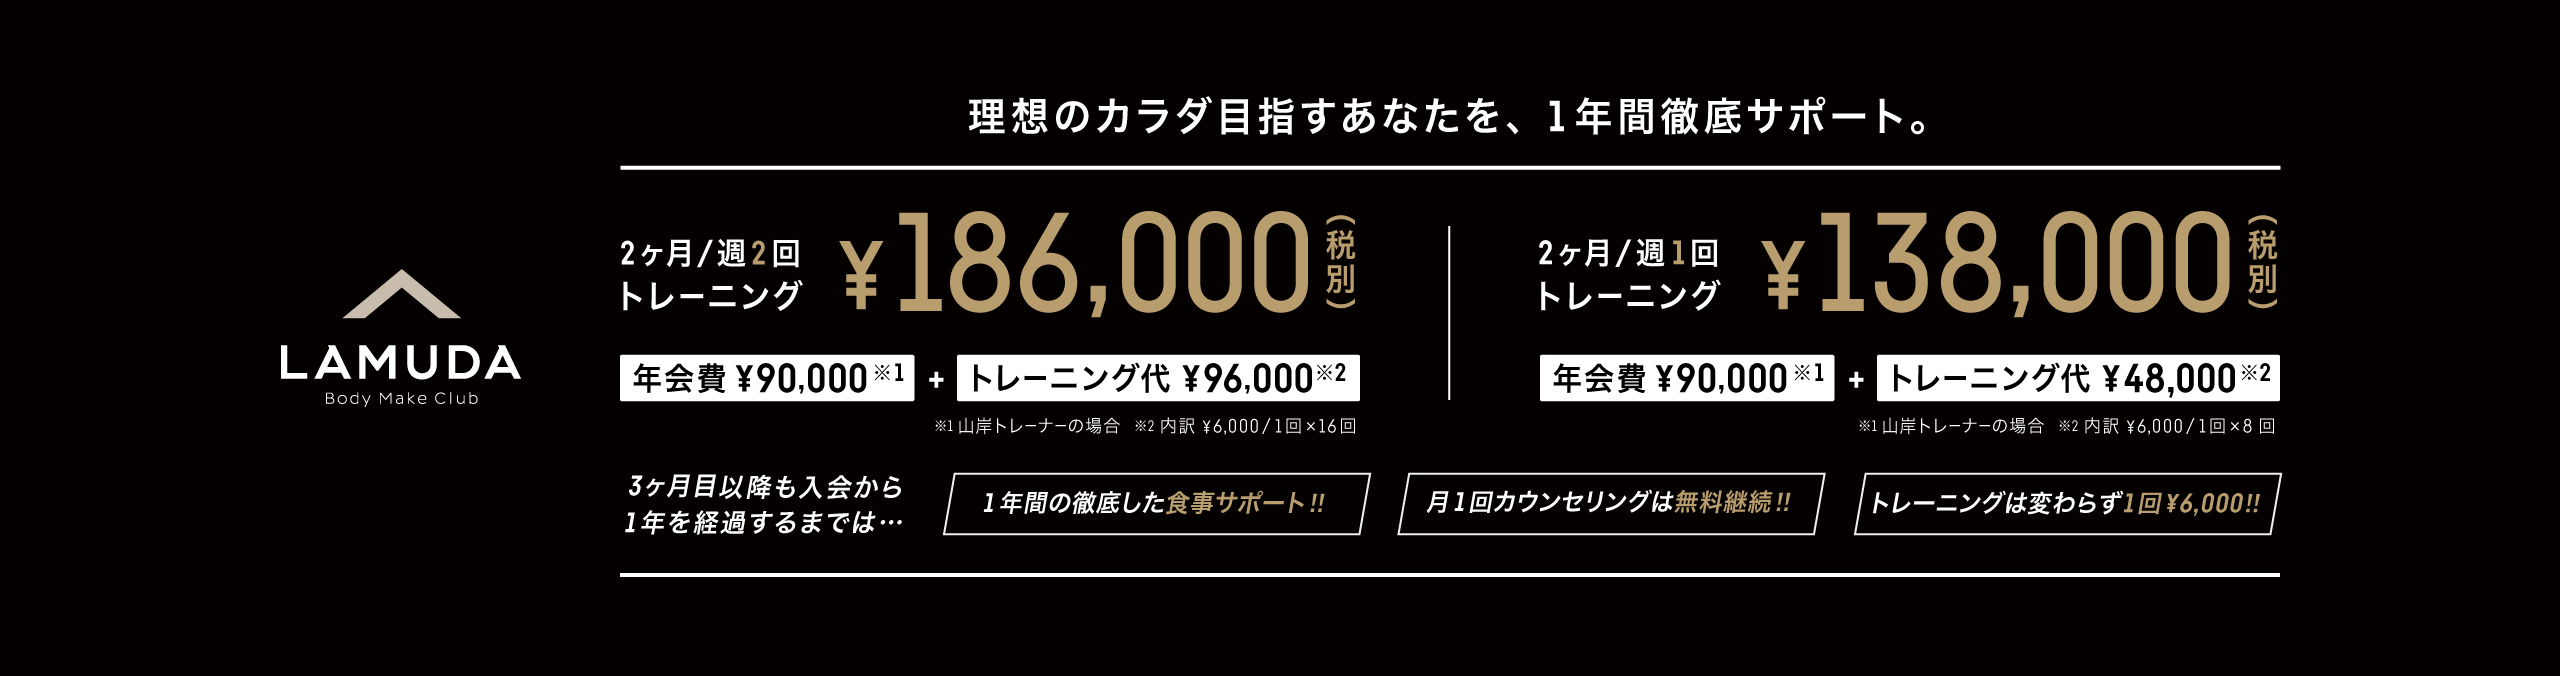 理想のカラダ目指すあなたを、1年間徹底サポート。
LAMUDA
Body Make Club
2ヶ月/週2回
トレーニング
¥186,000(税別)
年会費 ¥90,000※1 + トレーニング代 ¥96,000※2
※1 山岸トレーナーの場合 ※2 内訳 ¥6,000/1回×16回
2ヶ月/週1回
トレーニング
¥138,000(税別)
年会費 ¥90,000※1 + トレーニング代 ¥48,000※2
※1 山岸トレーナーの場合 ※2 内訳 ¥6,000/1回×8回
3ヶ月目以降も入会から
1年を経過するまでは…
1年間の徹底した食事サポート!!
月1回カウンセリングは無料継続!!
トレーニングは変わらず1回¥6,000!!